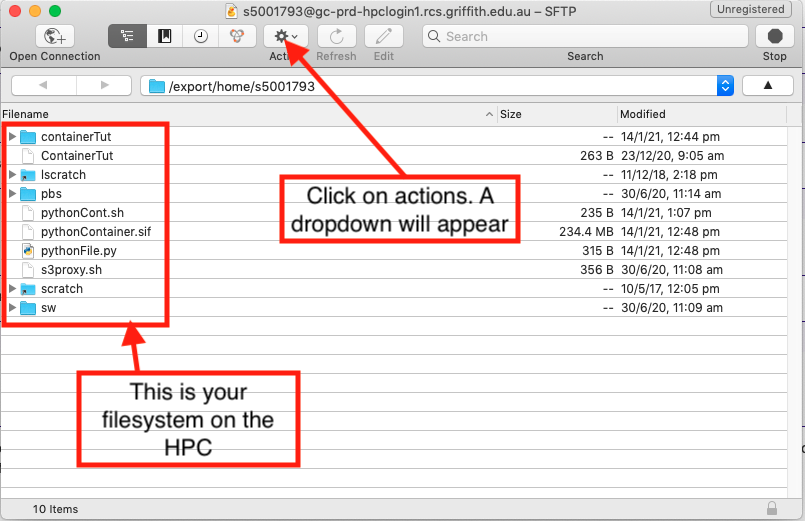 s5001793@gc-prd-hpclogin1.rcs.griffith.edu.au – SFTP
Unregistered
Open Connection
Refresh
Edit
Search
Search
Stop
/export/home/s5001793
Filename
Size
Modified
containerTut -- 14/1/21, 12:44 pm
ContainerTut 263 B 23/12/20, 9:05 am
lscratch -- 11/12/18, 2:18 pm
pbs -- 30/6/20, 11:14 am
pythonCont.sh 235 B 14/1/21, 1:07 pm
pythonContainer.sif 234.4 MB 14/1/21, 12:48 pm
pythonFile.py 315 B 14/1/21, 12:48 pm
s3proxy.sh 356 B 30/6/20, 11:08 am
scratch -- 10/5/17, 12:05 pm
sw -- 30/6/20, 11:09 am
Click on actions. A
dropdown will appear
This is your
filesystem on the
HPC
10 Items